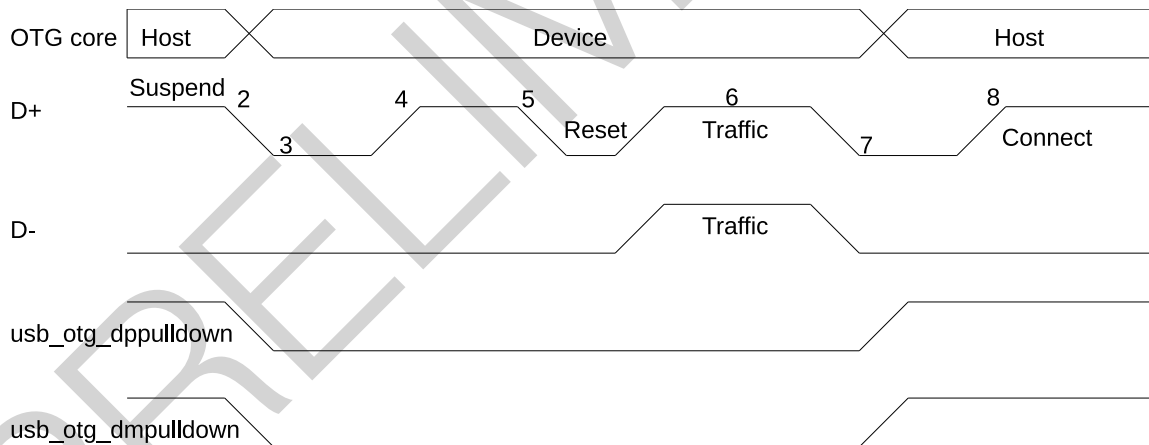 OTG core Host Device Host
Suspend
D+ 2 3 4 5 Reset 6 Traffic 7 8 Connect
D- Traffic
usb_otg_dppulldown
usb_otg_dmpulldown